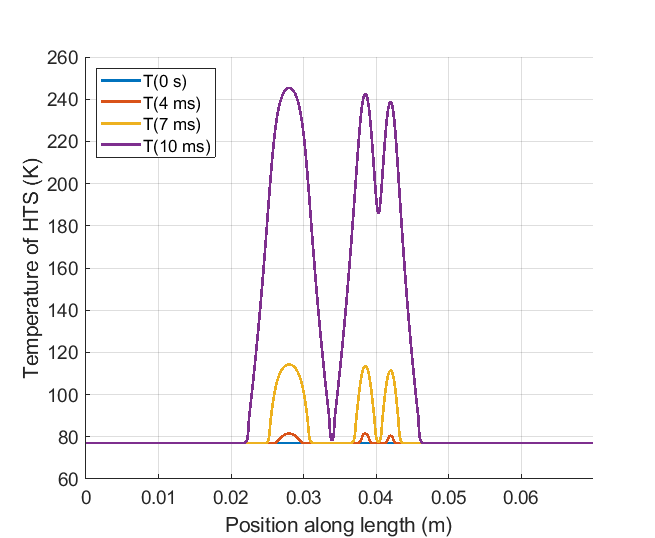 260
240
220
200
180
160
140
120
100
80
60
T(0 s)
T(4 ms)
T(7 ms)
T(10 ms)
Temperature of HTS (K)
0 0.01 0.02 0.03 0.04 0.05 0.06
Position along length (m)